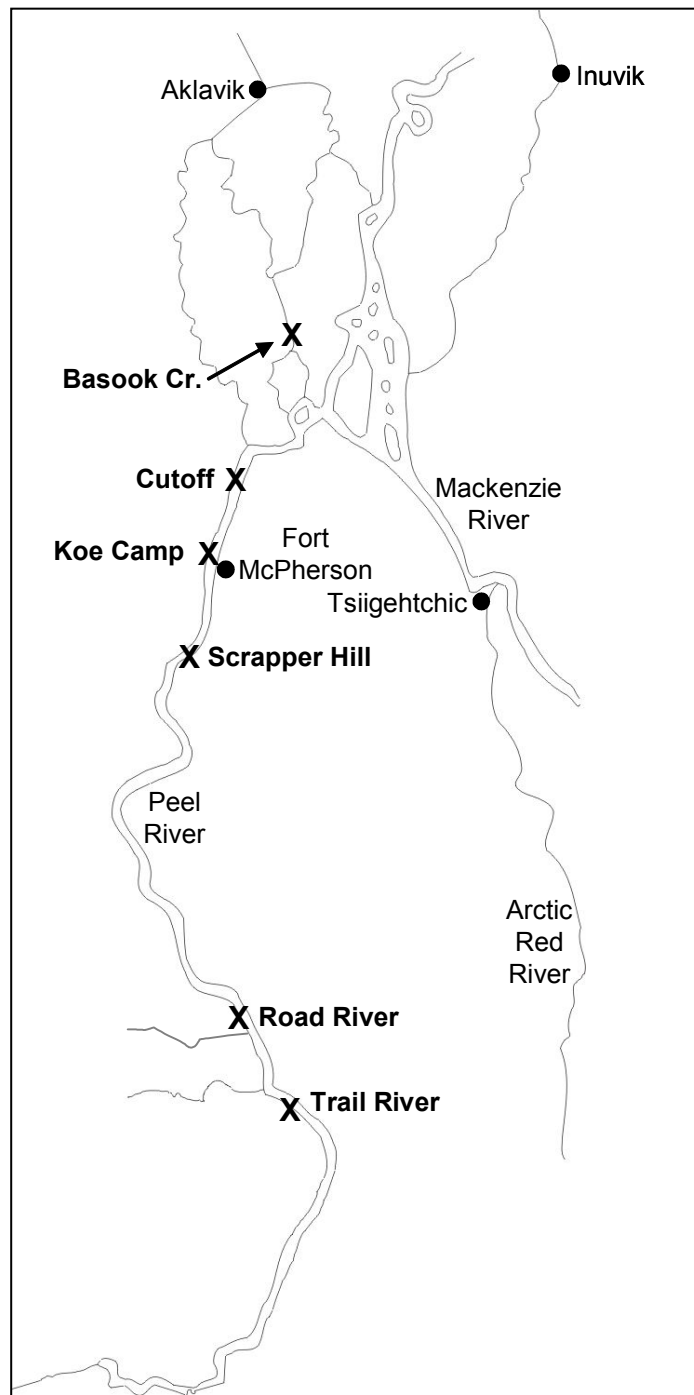 Aklavik
Inuvik
Basook Cr.
Cutoff
Mackenzie
River
Koe Camp
Fort
McPherson
Tsiigehtchic
Scrapper Hill
Peel
River
Arctic
Red
River
Road River
Trail River